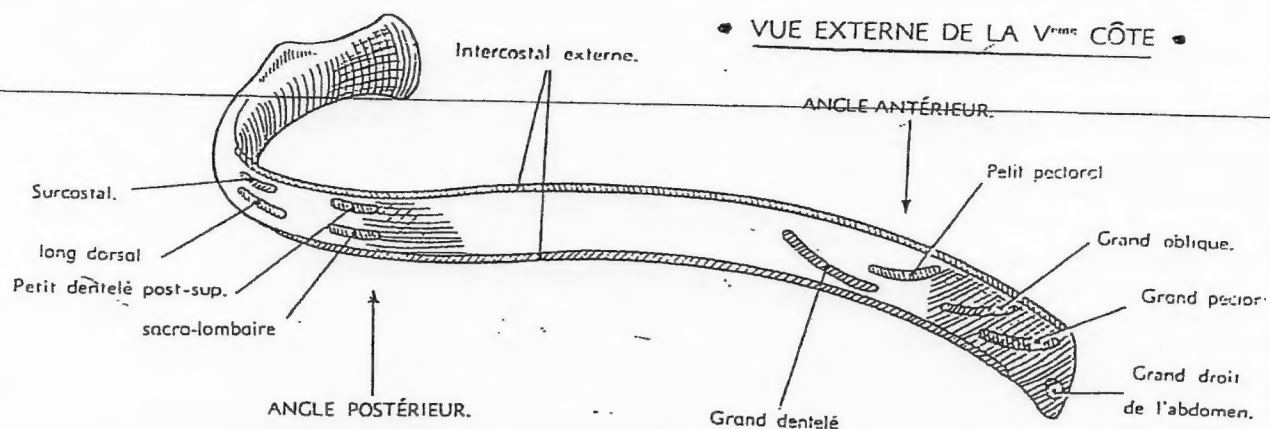 • VUE EXTERNE DE LA Vème CÔTE •
Intercostal externe.
ANGLE ANTÉRIEUR.
Petit pectoral
Surcostal.
Grand oblique.
long dorsal
Petit dentelé post-sup.
Grand pector
sacro-lombaire
Grand droit
de l'abdomen.
ANGLE POSTÉRIEUR.
Grand dentelé